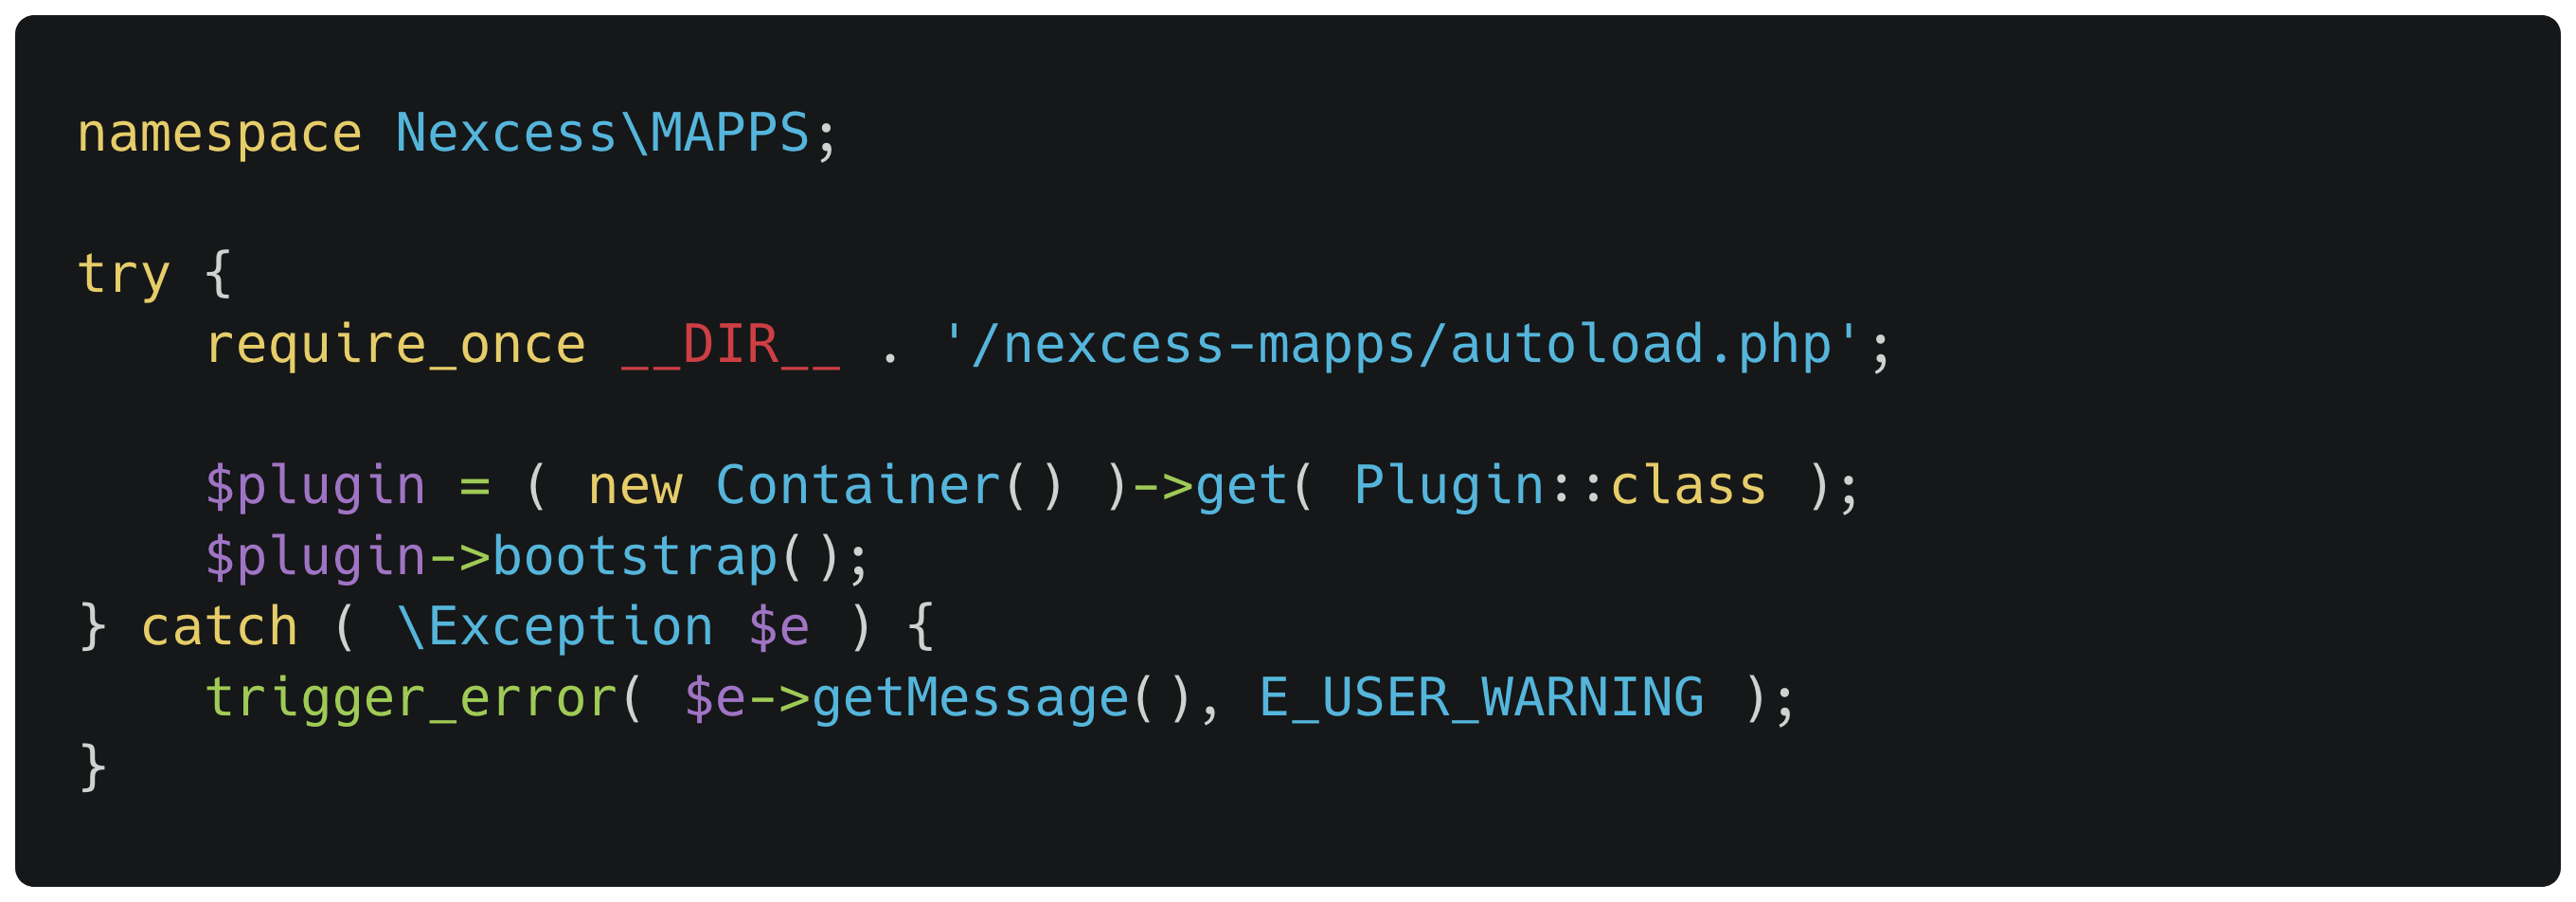 namespace Nexcess\MAPPS;

try {
    require_once __DIR__ . '/nexcess-mapps/autoload.php';

    $plugin = ( new Container() )->get( Plugin::class );
    $plugin->bootstrap();
} catch ( \Exception $e ) {
    trigger_error( $e->getMessage(), E_USER_WARNING );
}